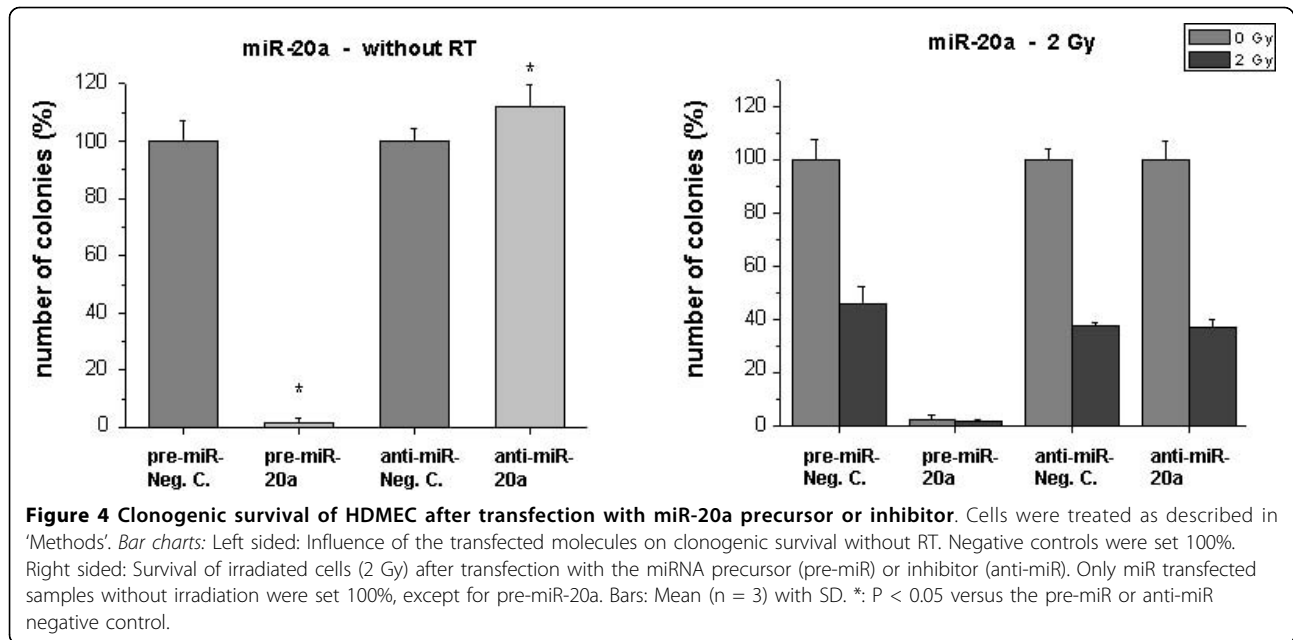 miR-20a - without RT
number of colonies (%)
120
100
80
60
40
20
0
*
*
pre-miR-
Neg. C.
pre-miR-
20a
anti-miR-
Neg. C.
anti-miR-
20a
miR-20a - 2 Gy
0 Gy
2 Gy
number of colonies (%)
120
100
80
60
40
20
0
pre-miR-
Neg. C.
pre-miR-
20a
anti-miR-
Neg. C.
anti-miR-
20a
Figure 4 Clonogenic survival of HDMEC after transfection with miR-20a precursor or inhibitor. Cells were treated as described in
'Methods'. Bar charts: Left sided: Influence of the transfected molecules on clonogenic survival without RT. Negative controls were set 100%.
Right sided: Survival of irradiated cells (2 Gy) after transfection with the miRNA precursor (pre-miR) or inhibitor (anti-miR). Only miR transfected
samples without irradiation were set 100%, except for pre-miR-20a. Bars: Mean (n = 3) with SD. *: P < 0.05 versus the pre-miR or anti-miR
negative control.